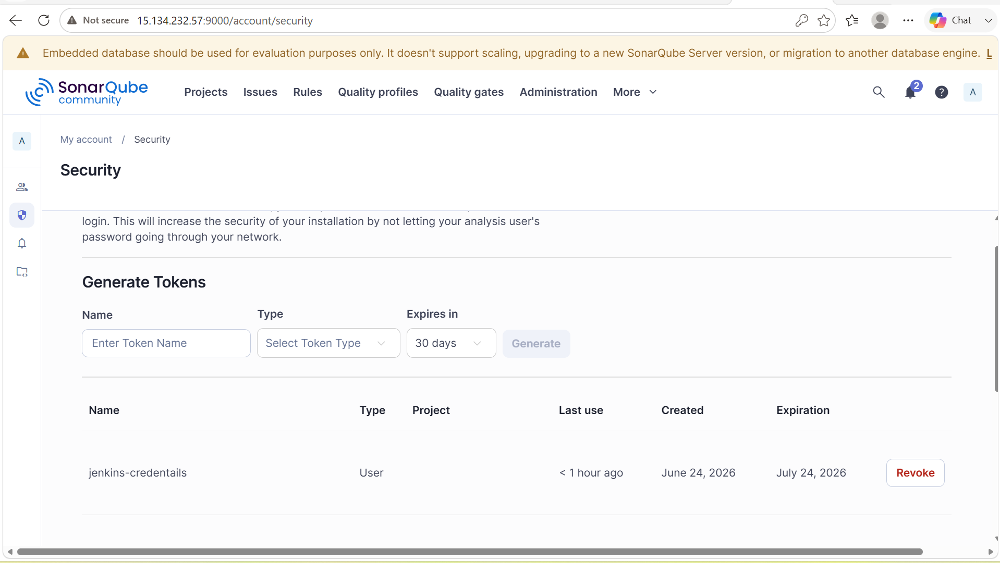 Not secure 15.134.232.57:9000/account/security
Chat
Embedded database should be used for evaluation purposes only. It doesn't support scaling, upgrading to a new SonarQube Server version, or migration to another database engine. L
SonarQube
community
Projects Issues Rules Quality profiles Quality gates Administration More
2
?
A
A
My account / Security
Security
login. This will increase the security of your installation by not letting your analysis user's
password going through your network.
Generate Tokens
Name Type Expires in
Enter Token Name Select Token Type 30 days Generate
Name Type Project Last use Created Expiration
jenkins-credentails User < 1 hour ago June 24, 2026 July 24, 2026 Revoke